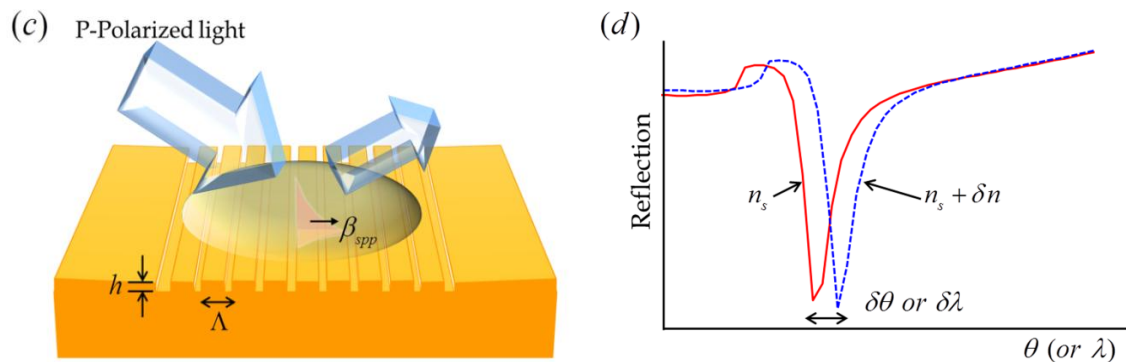 (c) P-Polarized light
β_spp
h
Λ
(d)
Reflection
n_s
n_s + δn
δθ or δλ
θ (or λ)